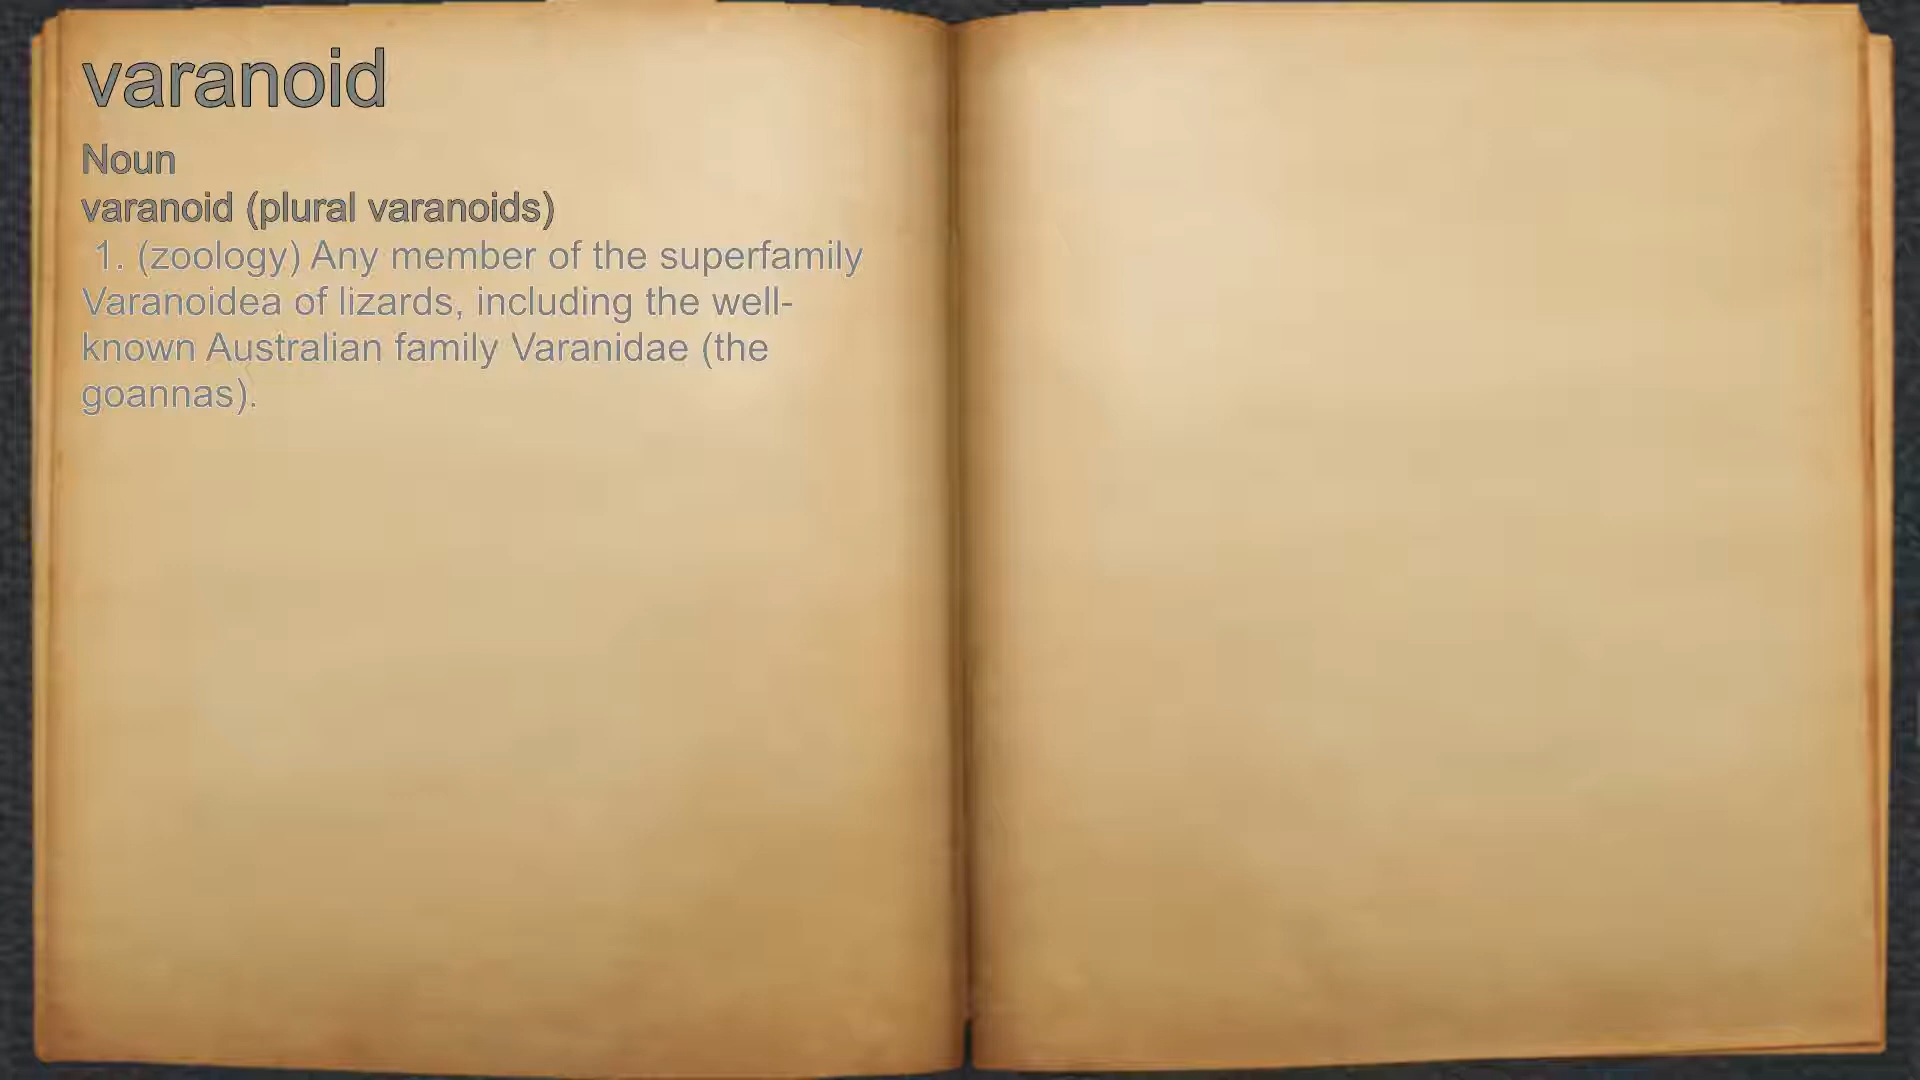 varanoid
Noun
varanoid (plural varanoids)
1. (zoology) Any member of the superfamily
Varanoidea of lizards, including the well-
known Australian family Varanidae (the
goannas).